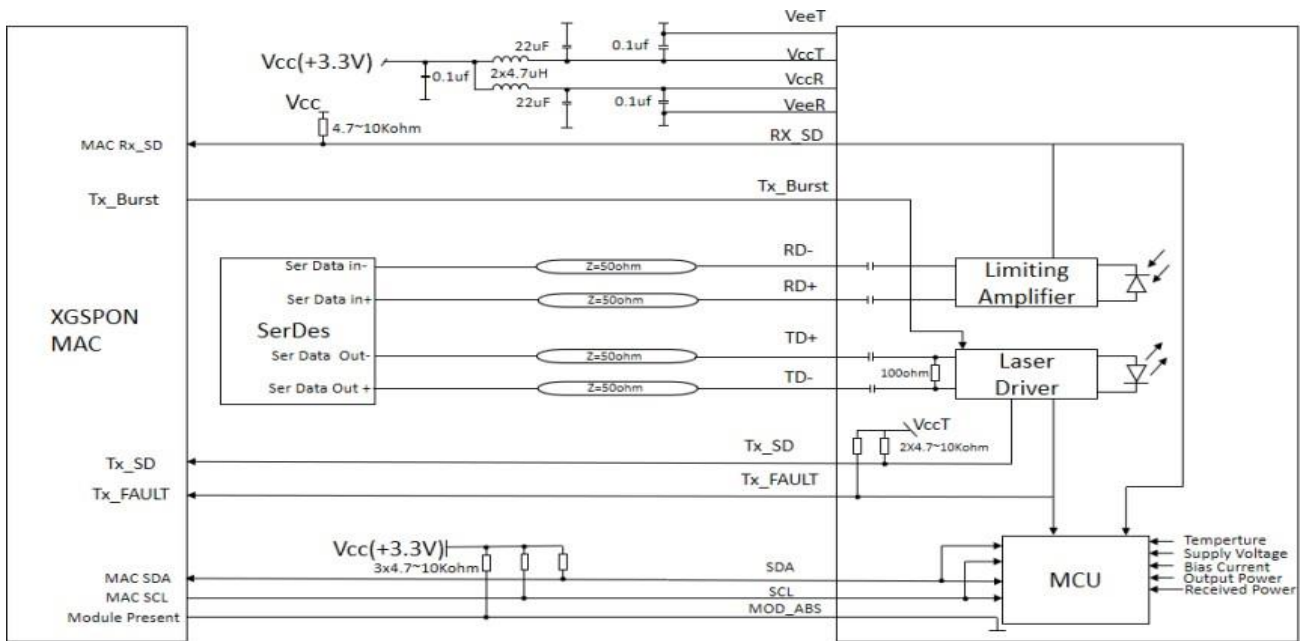 VeeT
22uF
0.1uf
Vcc(+3.3V)
VccT
0.1uf
2x4.7uH
VccR
22uF
0.1uf
VeeR
Vcc
4.7~10Kohm
MAC Rx_SD
RX_SD
Tx_Burst
Tx_Burst
RD-
Ser Data in-
Z=50ohm
Limiting
Amplifier
RD+
Ser Data in+
Z=50ohm
XGSPON
MAC
SerDes
TD+
Ser Data Out-
Z=50ohm
Laser
Driver
100ohm
TD-
Ser Data Out +
Z=50ohm
VccT
2X4.7~10Kohm
Tx_SD
Tx_SD
Tx_FAULT
Tx_FAULT
Vcc(+3.3V)
3x4.7~10Kohm
Temperture
Supply Voltage
Bias Current
Output Power
Received Power
MCU
MAC SDA
SDA
MAC SCL
SCL
Module Present
MOD_ABS